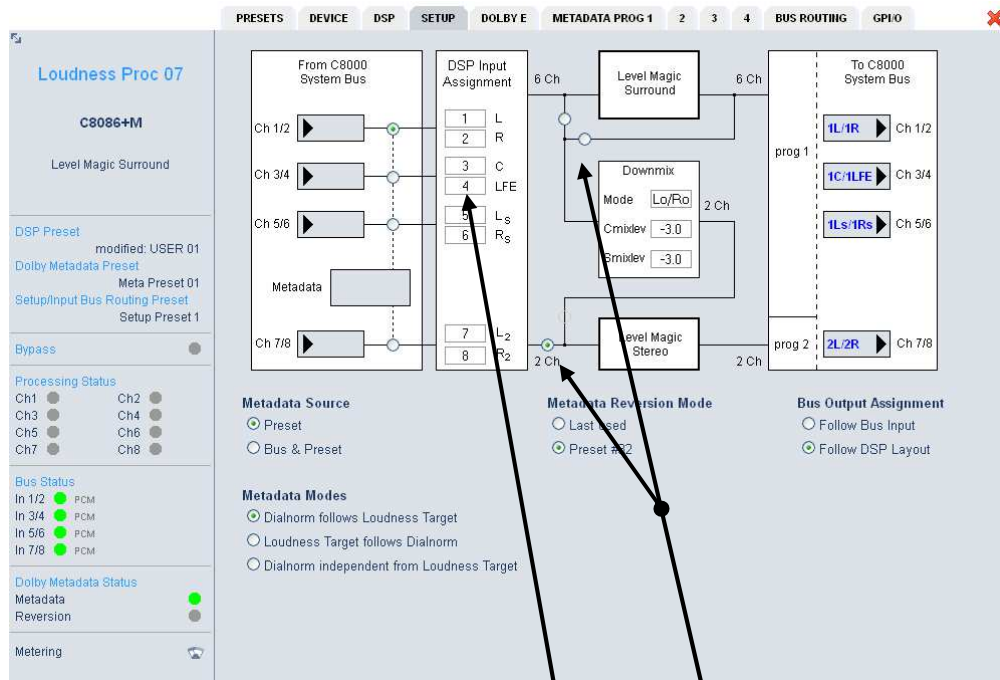 PRESETS DEVICE DSP SETUP DOLBY E METADATA PROG 1 2 3 4 BUS ROUTING GPI/O
Loudness Proc 07
C8086+M
Level Magic Surround
DSP Preset
modified: USER 01
Dolby Metadata Preset
Meta Preset 01
Setup/Input Bus Routing Preset
Setup Preset 1
Bypass
Processing Status
Ch1 Ch2
Ch3 Ch4
Ch5 Ch6
Ch7 Ch8
Bus Status
In 1/2 PCM
In 3/4 PCM
In 5/6 PCM
In 7/8 PCM
Dolby Metadata Status
Metadata
Reversion
Metering
From C8000
System Bus
Ch 1/2
Ch 3/4
Ch 5/6
Metadata
Ch 7/8
DSP Input
Assignment
1 L
2 R
3 C
4 LFE
5 Ls
6 Rs
7 L2
8 R2
6 Ch
Level Magic
Surround
6 Ch
Downmix
Mode Lo/Ro
Cmixlev -3.0
Smixlev -3.0
2 Ch
2 Ch
Level Magic
Stereo
2 Ch
To C8000
System Bus
prog 1
1L/1R Ch 1/2
1C/1LFE Ch 3/4
1Ls/1Rs Ch 5/6
prog 2 2L/2R Ch 7/8
Metadata Source
Preset
Bus & Preset
Metadata Reversion Mode
Last used
Preset #32
Bus Output Assignment
Follow Bus Input
Follow DSP Layout
Metadata Modes
Dialnorm follows Loudness Target
Loudness Target follows Dialnorm
Dialnorm independent from Loudness Target